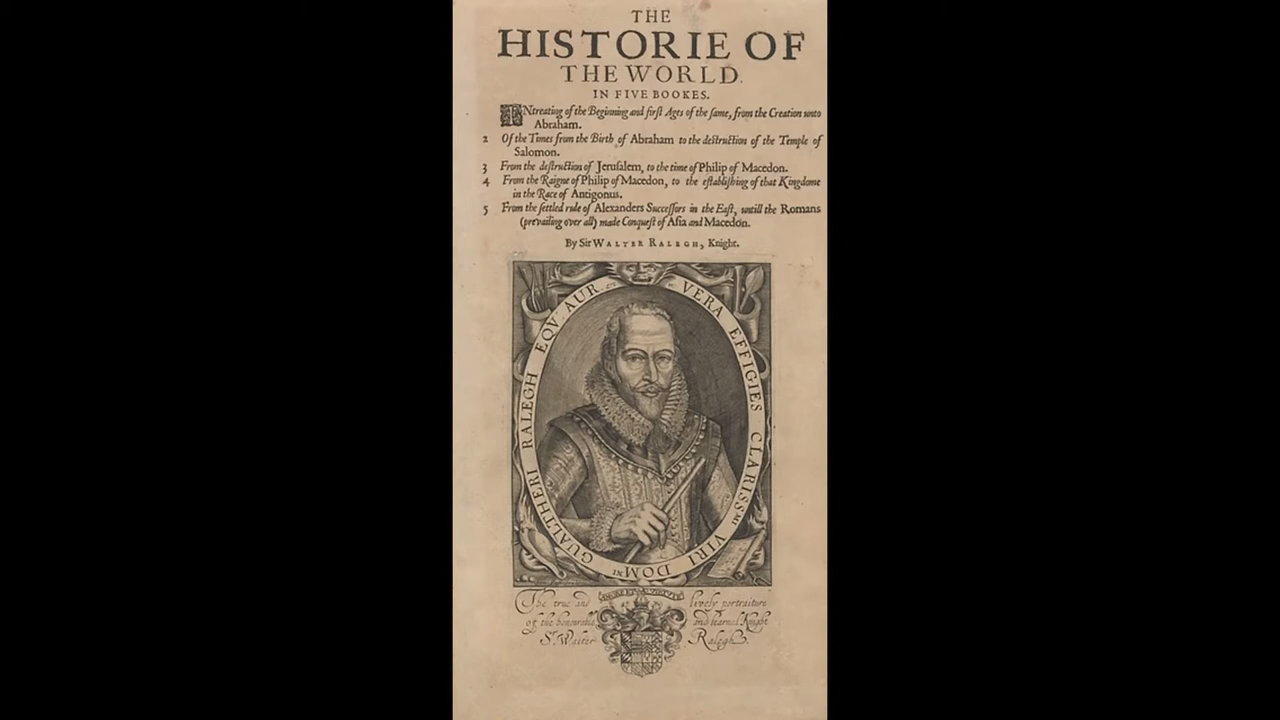 THE
HISTORIE OF
THE WORLD.
IN FIVE BOOKES.
INtreating of the Beginning and first Ages of the same, from the Creation unto
Abraham.
2 Of the Times from the Birth of Abraham to the destruction of the Temple of
Salomon.
3 From the destruction of Jerusalem, to the time of Philip of Macedon.
4 From the Raigne of Philip of Macedon, to the establishing of that Kingdome
in the Race of Antigonus.
5 From the settled rule of Alexanders Successors in the East, untill the Romans
(prevailing over all) made Conquest of Asia and Macedon.
By Sir WALTER RALEGH, Knight.
VERA EFFIGIES CLARISSMI VIRI DOMNI GUALTHERI RALEGH EQV. AUR. etc
The true and lively portraiture
of the honourable and learned Knight
Sr. Walter Ralegh.